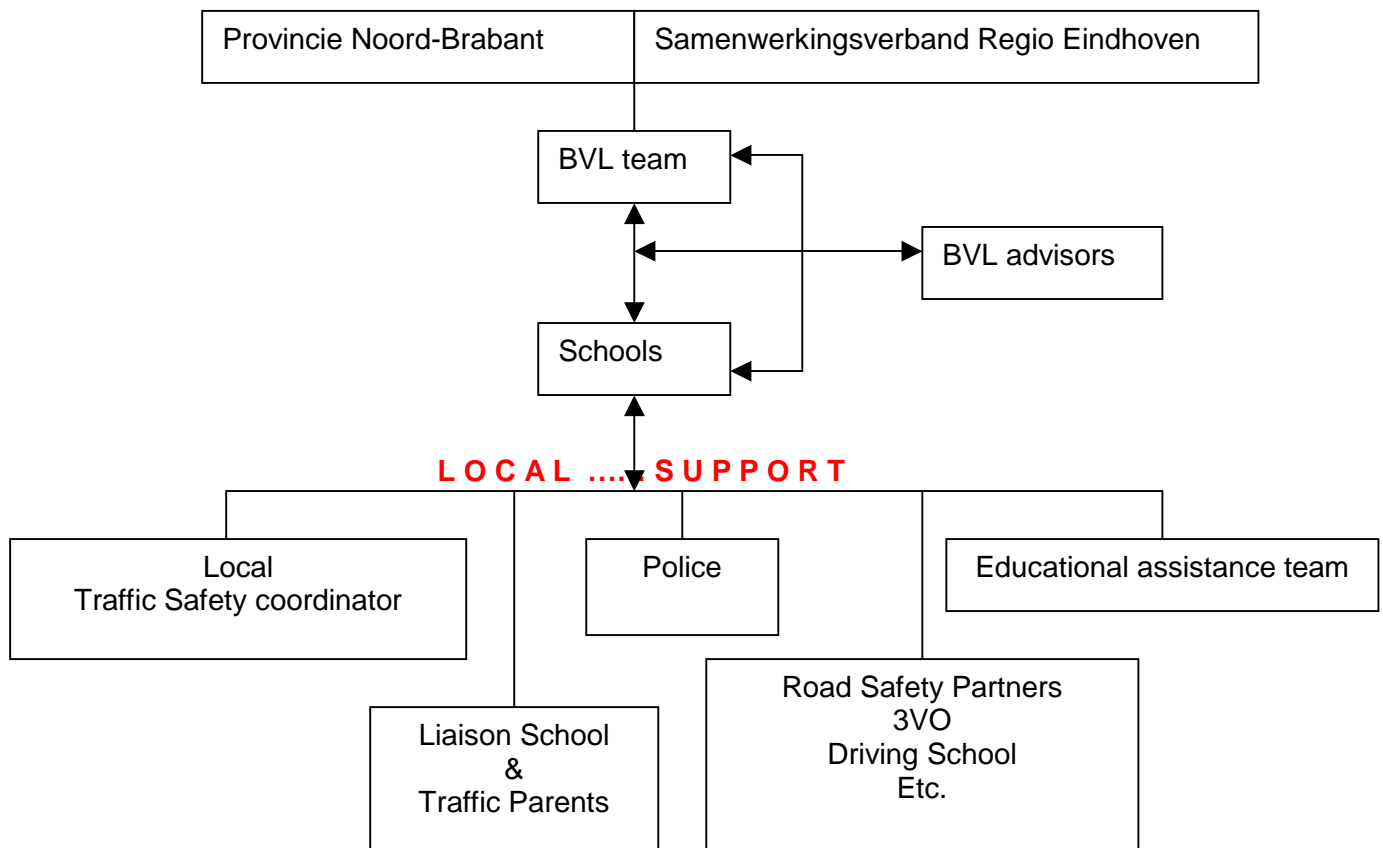 Provincie Noord-Brabant
Samenwerkingsverband Regio Eindhoven
BVL team
BVL advisors
Schools
L O C A L ..... S U P P O R T
Local
Traffic Safety coordinator
Police
Educational assistance team
Liaison School
&
Traffic Parents
Road Safety Partners
3VO
Driving School
Etc.